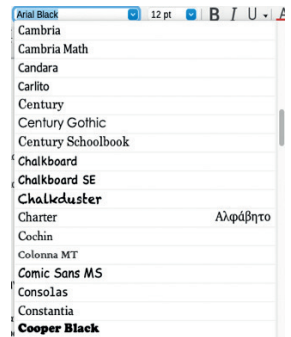 Arial Black 12 pt B I U A
Cambria
Cambria Math
Candara
Carlito
Century
Century Gothic
Century Schoolbook
Chalkboard
Chalkboard SE
Chalkduster
Charter Αλφάβητο
Cochin
Colonna MT
Comic Sans MS
Consolas
Constantia
Cooper Black